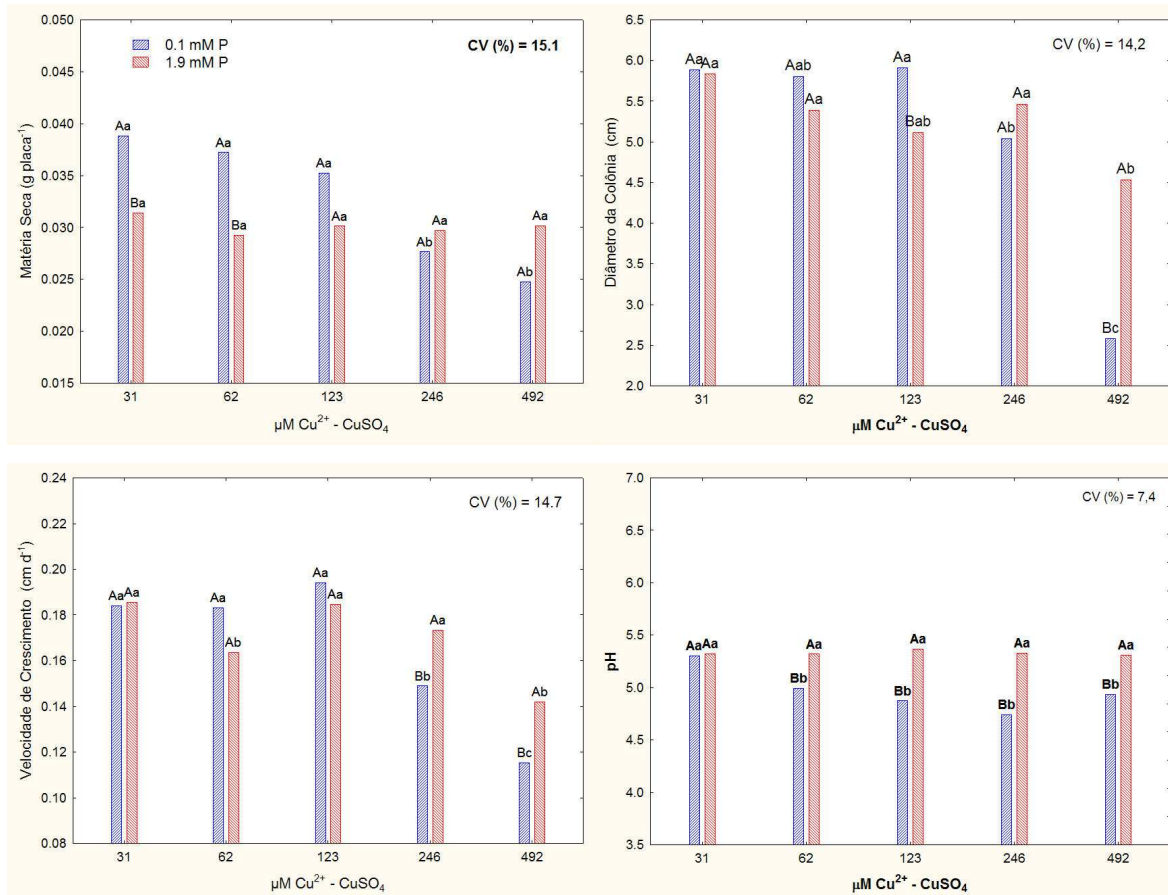 0.050
0.045
0.040
0.035
0.030
0.025
0.020
0.015
Matéria Seca (g placa⁻¹)
0.1 mM P
1.9 mM P
CV (%) = 15.1
Aa
Ba
Aa
Ba
Aa
Aa
Ab
Aa
Ab
Aa
31 62 123 246 492
µM Cu²⁺ - CuSO₄
6.5
6.0
5.5
5.0
4.5
4.0
3.5
3.0
2.5
2.0
Diâmetro da Colônia (cm)
CV (%) = 14,2
Aa
Aa
Aab
Aa
Aa
Bab
Ab
Aa
Bc
Ab
31 62 123 246 492
µM Cu²⁺ - CuSO₄
0.24
0.22
0.20
0.18
0.16
0.14
0.12
0.10
0.08
Velocidade de Crescimento (cm d⁻¹)
CV (%) = 14.7
Aa
Aa
Aa
Ab
Aa
Aa
Bb
Aa
Bc
Ab
31 62 123 246 492
µM Cu²⁺ - CuSO₄
7.0
6.5
6.0
5.5
5.0
4.5
4.0
3.5
pH
CV (%) = 7,4
Aa
Aa
Bb
Aa
Bb
Aa
Bb
Aa
Bb
Aa
31 62 123 246 492
µM Cu²⁺ - CuSO₄